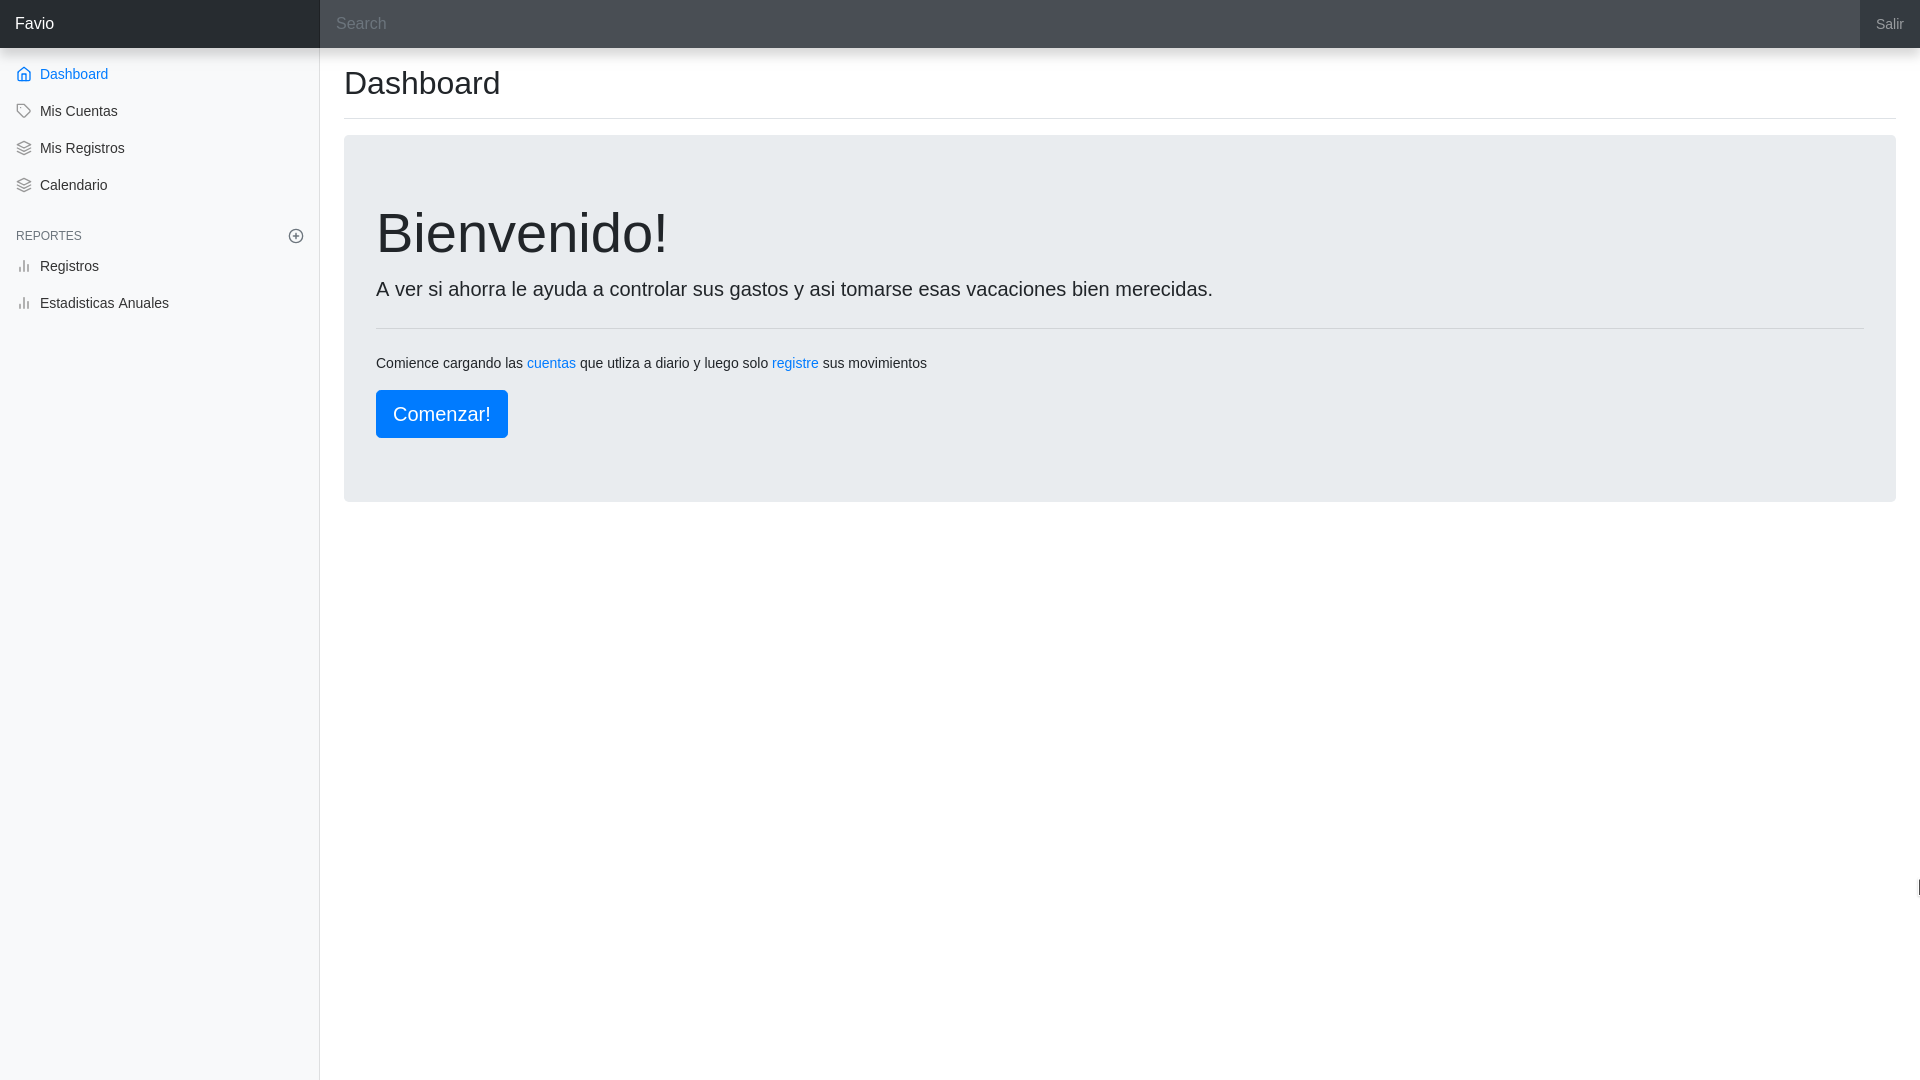 Favio
Search
Salir
Dashboard
Mis Cuentas
Mis Registros
Calendario
REPORTES
Registros
Estadisticas Anuales
Dashboard
Bienvenido!
A ver si ahorra le ayuda a controlar sus gastos y asi tomarse esas vacaciones bien merecidas.
Comience cargando las cuentas que utliza a diario y luego solo registre sus movimientos
Comenzar!